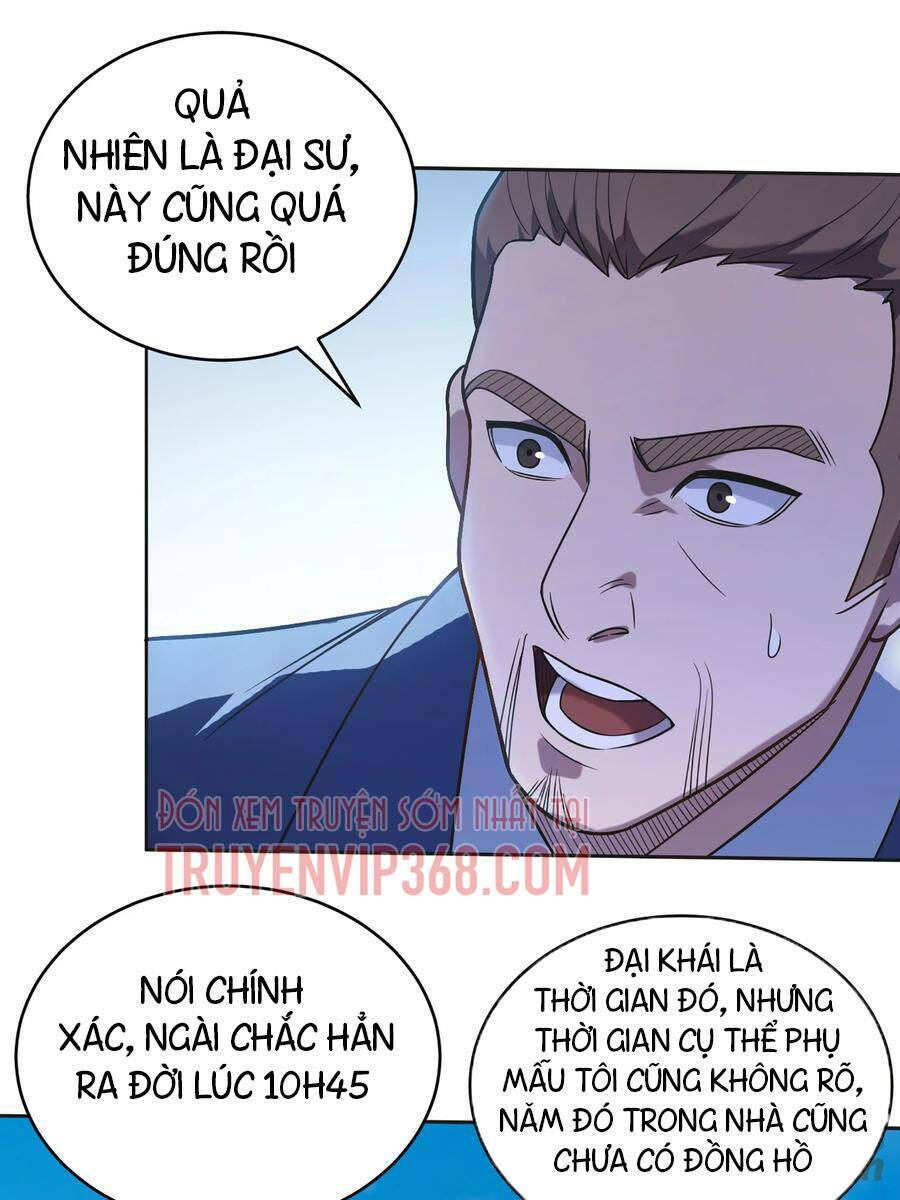 QUẢ
NHIÊN LÀ ĐẠI SƯ,
NÀY CŨNG QUÁ
ĐÚNG RỒI
ĐÓN XEM TRUYỆN SỚM NHẤT TẠI
TRUYENVIP368.COM
NÓI CHÍNH
XÁC, NGÀI CHẮC HẲN
RA ĐỜI LÚC 10H45
ĐẠI KHÁI LÀ
THỜI GIAN ĐÓ, NHƯNG
THỜI GIAN CỤ THỂ PHỤ
MẪU TÔI CŨNG KHÔNG RÕ,
NĂM ĐÓ TRONG NHÀ CŨNG
CHƯA CÓ ĐỒNG HỒ